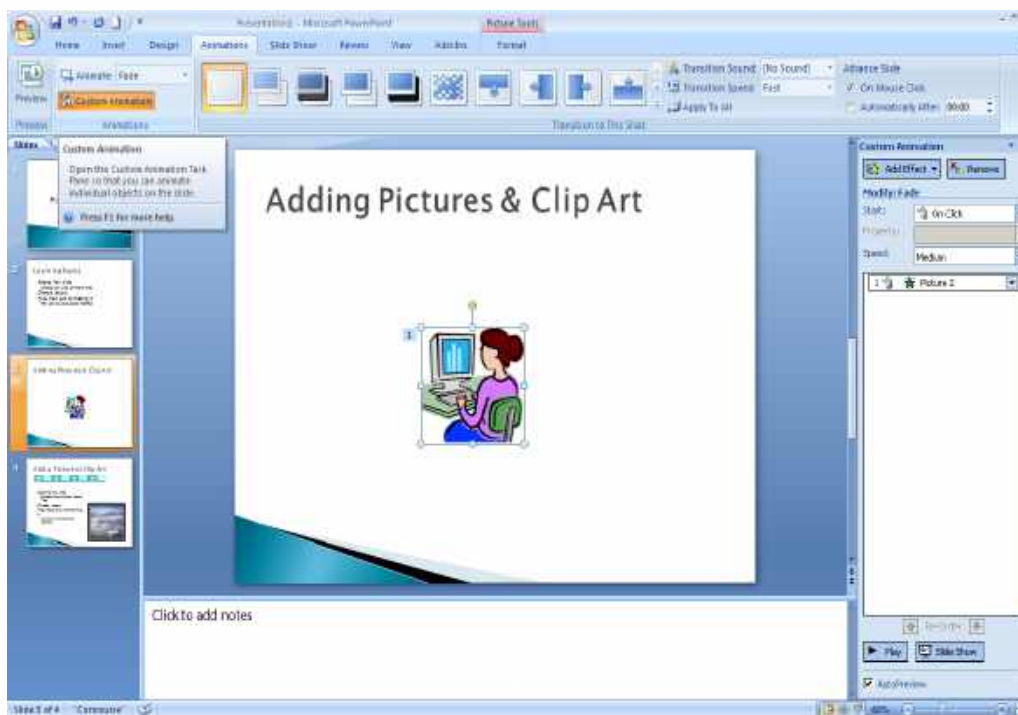 Presentation1 - Microsoft PowerPoint
Picture Tools
Home Insert Design Animations Slide Show Review View Add-Ins Format
Preview
Animate: Fade
Custom Animation
Transition Sound: [No Sound]
Transition Speed: Fast
Apply To All
Advance Slide
On Mouse Click
Automatically After: 00:00
Preview
Animations
Transition to This Slide
Slides
Custom Animation
Open the Custom Animation Task
Pane so that you can animate
individual objects on the slide.
Press F1 for more help.
Adding Pictures & Clip Art
1
Click to add notes
Custom Animation
Add Effect
Remove
Modify: Fade
Start:
On Click
Property:
Speed:
Medium
1 Picture 2
Re-Order
Play
Slide Show
AutoPreview
Slide 3 of 4